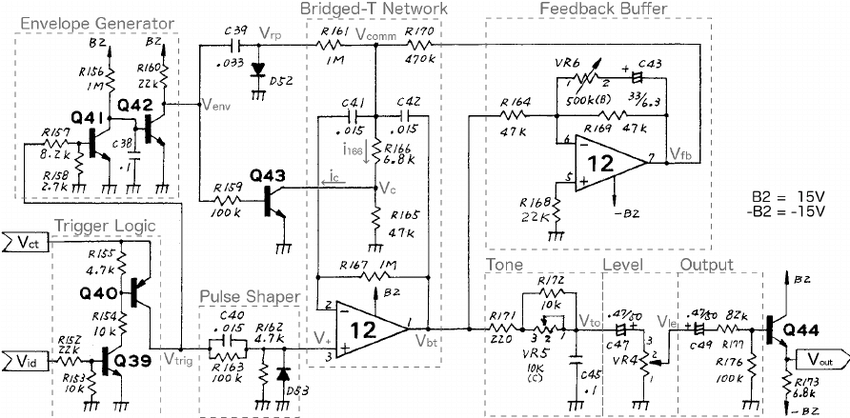 Bridged-T Network
Feedback Buffer
Envelope Generator
B2
B2
R156
1M
R160
22K
Q41
Q42
R157
8.2K
R158
2.7K
C38
.1
Venv
C39
.033
Vrp
D52
R161
1M
Vcomm
R170
470K
C41
.015
C42
.015
i166
R166
6.8K
ic
Vc
Q43
R159
100K
R165
47K
R167 1M
B2
2
3
12
1
Vbt
V+
VR6
1
2
500K(B)
C43
+
33/6.3
R164
47K
R169
47K
6
5
12
7
Vfb
R168
22K
-B2
B2 = 15V
-B2 = -15V
Trigger Logic
Vct
R155
4.7K
Q40
R154
10K
Vid
R152
22K
R153
10K
Q39
Vtrig
Pulse Shaper
C40
.015
R163
100K
R162
4.7K
D53
Tone
Level
Output
R171
220
R172
10K
3
2
1
VR5
10K
(C)
Vto
C45
.1
.47/50
+
C47
3
2
1
VR4
Vle
.47/50
+
C49
82K
R177
R176
100K
B2
Q44
Vout
R173
6.8K
-B2